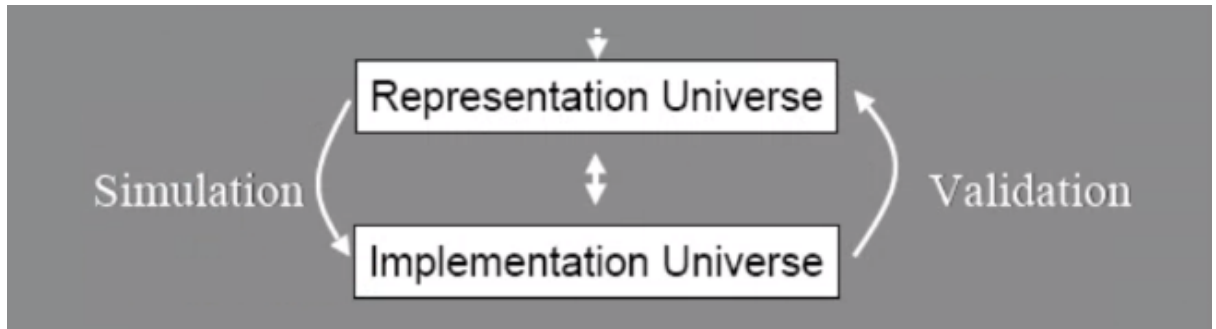 Representation Universe
Simulation
Validation
Implementation Universe